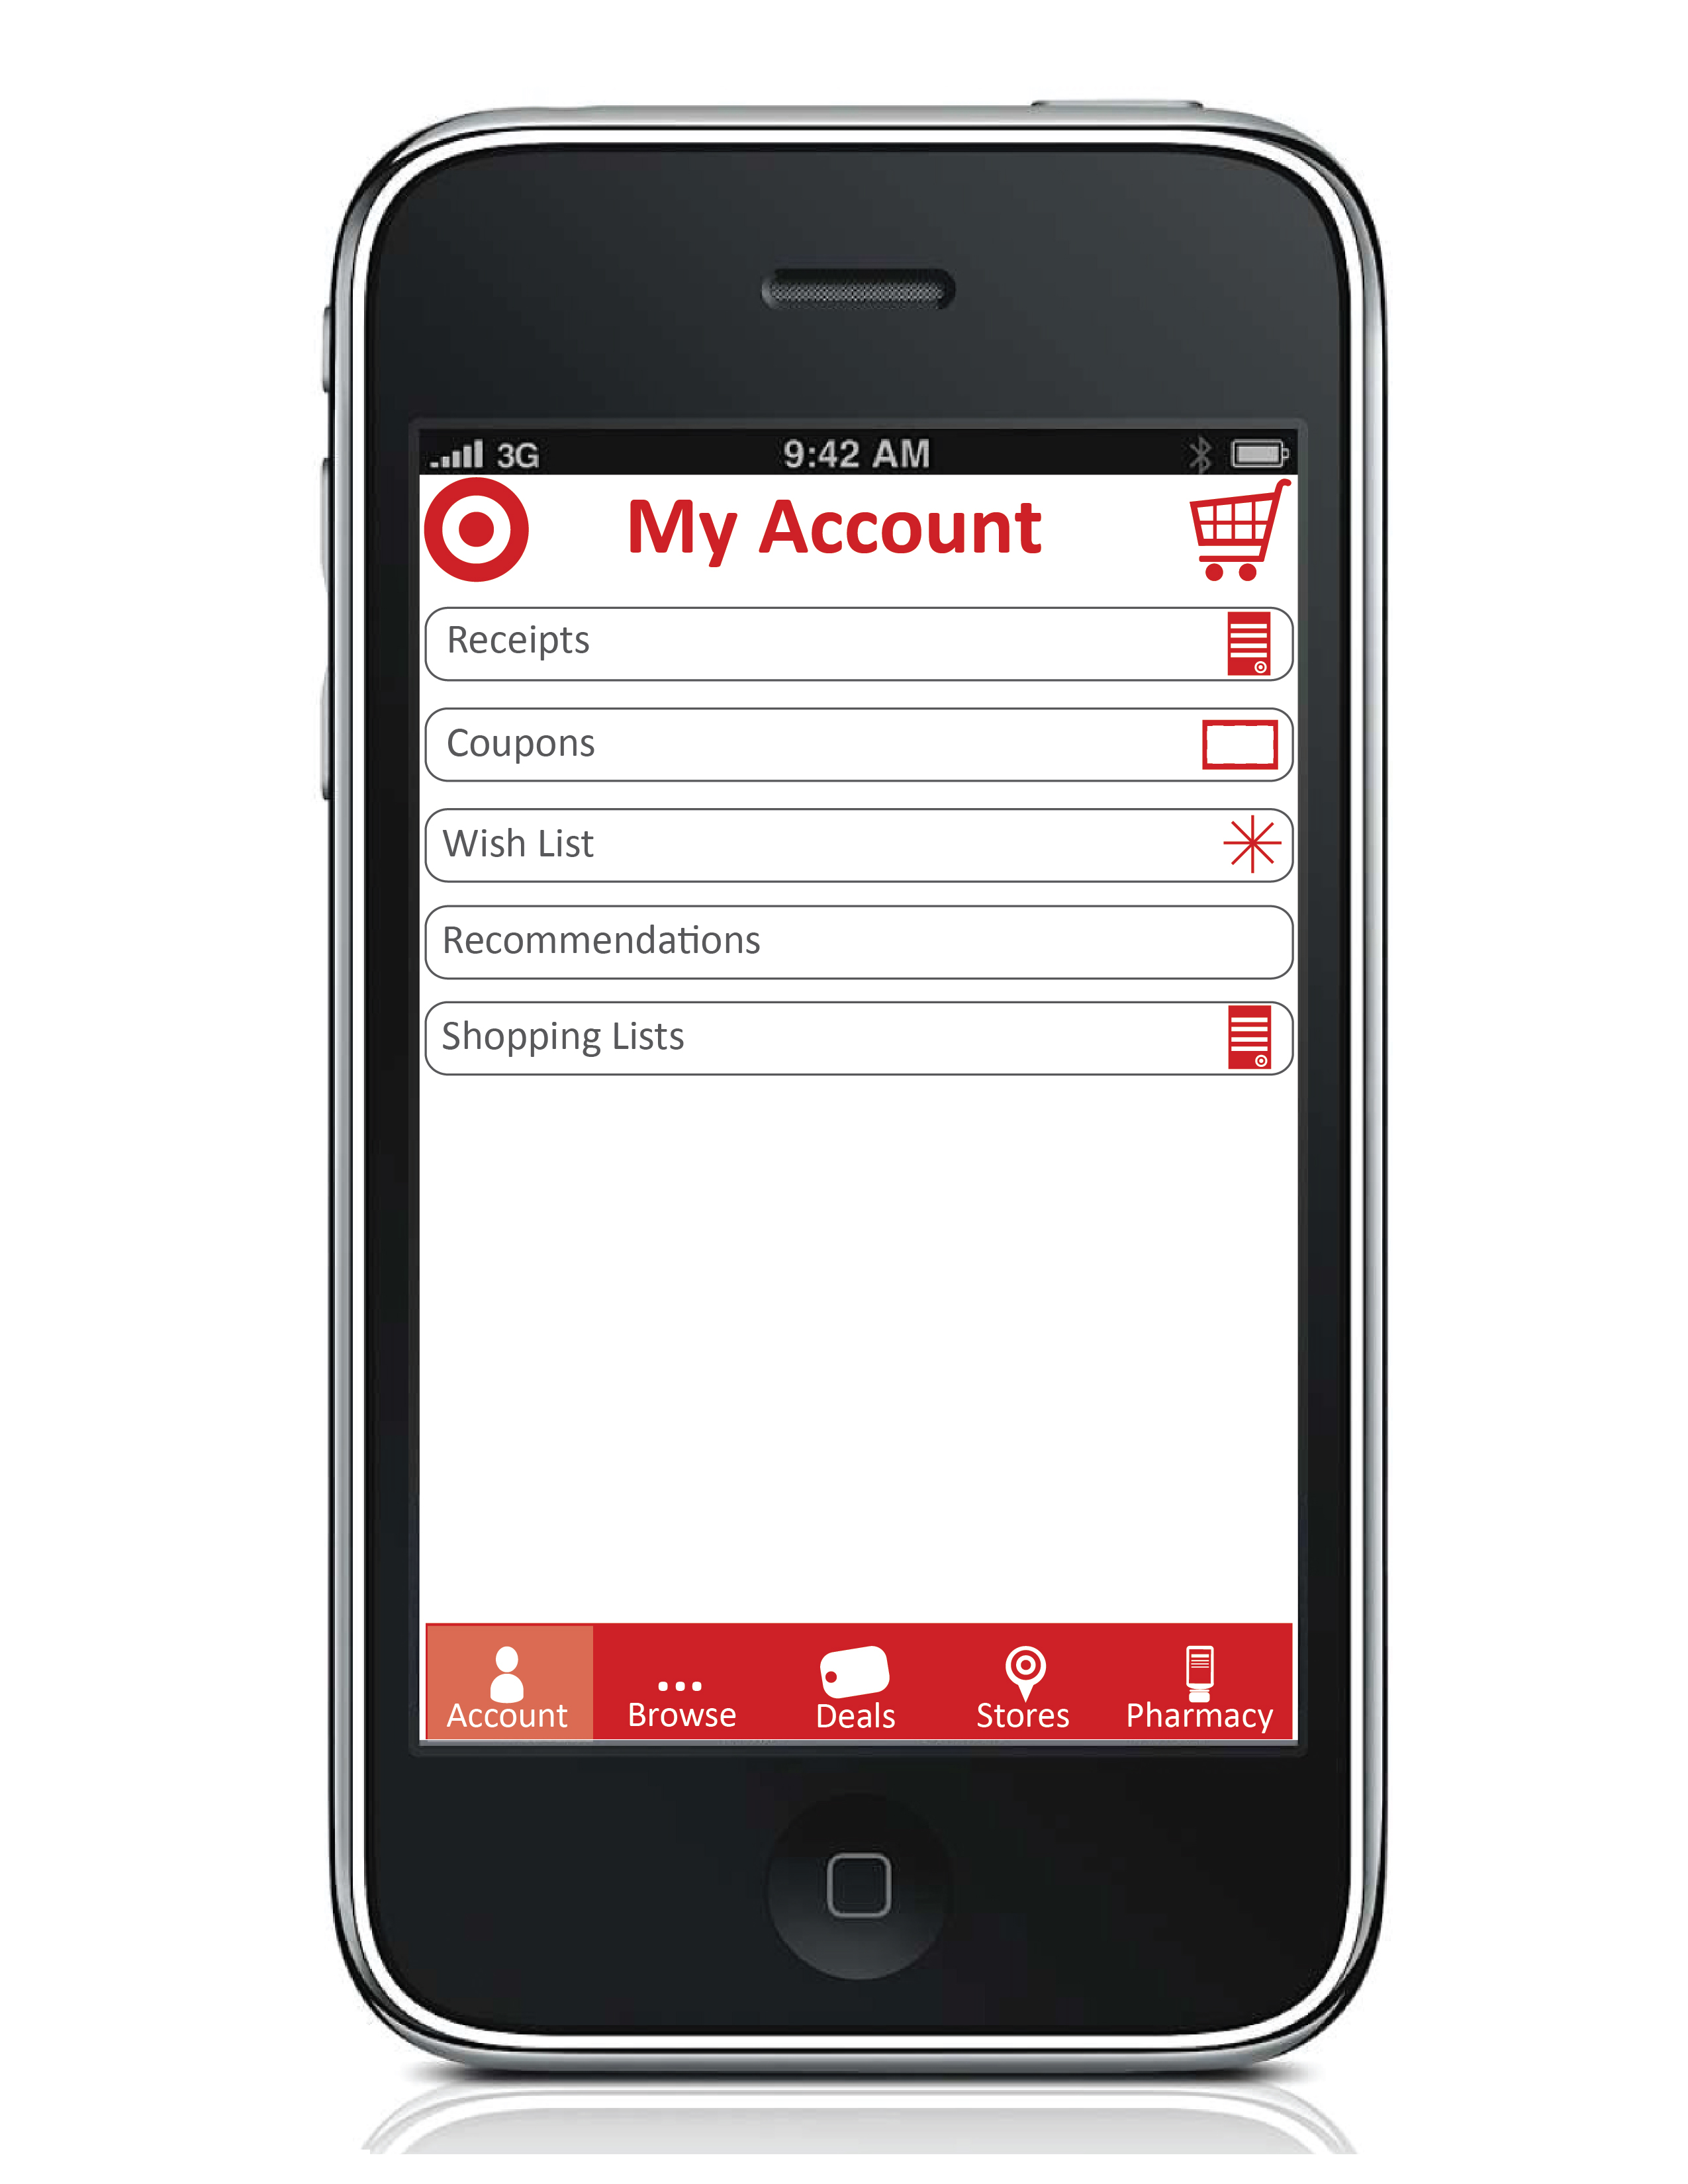 3G 9:42 AM
My Account
Receipts
Coupons
Wish List
Recommendations
Shopping Lists
Account Browse Deals Stores Pharmacy